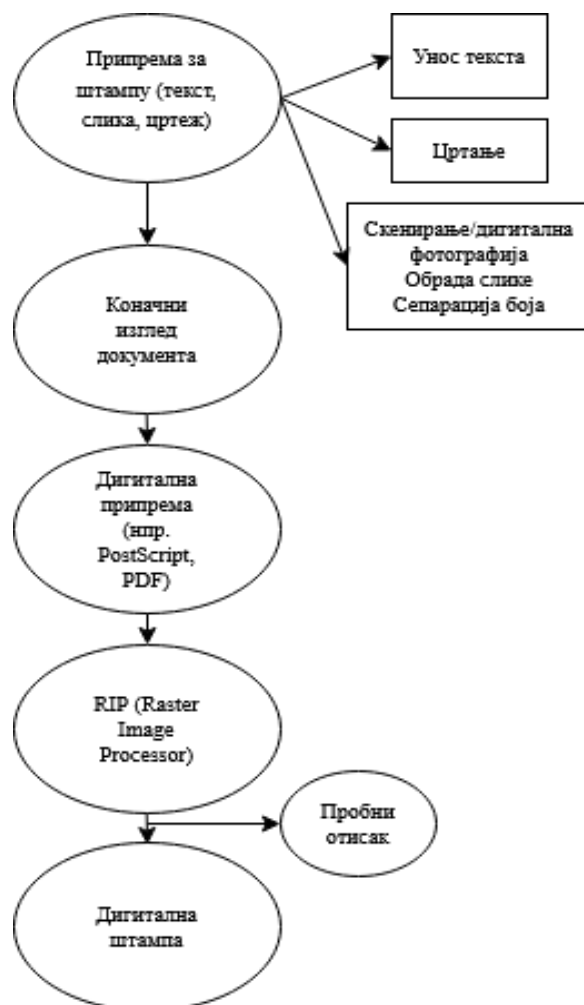 Припрема за
штампу (текст,
слика, цртеж)
Унос текста
Цртање
Скенирање/дигитална
фотографија
Обрада слике
Сепарација боја
Коначни
изглед
документа
Дигитална
припрема
(нпр.
PostScript,
PDF)
RIP (Raster
Image
Processor)
Пробни
отисак
Дигитална
штампа